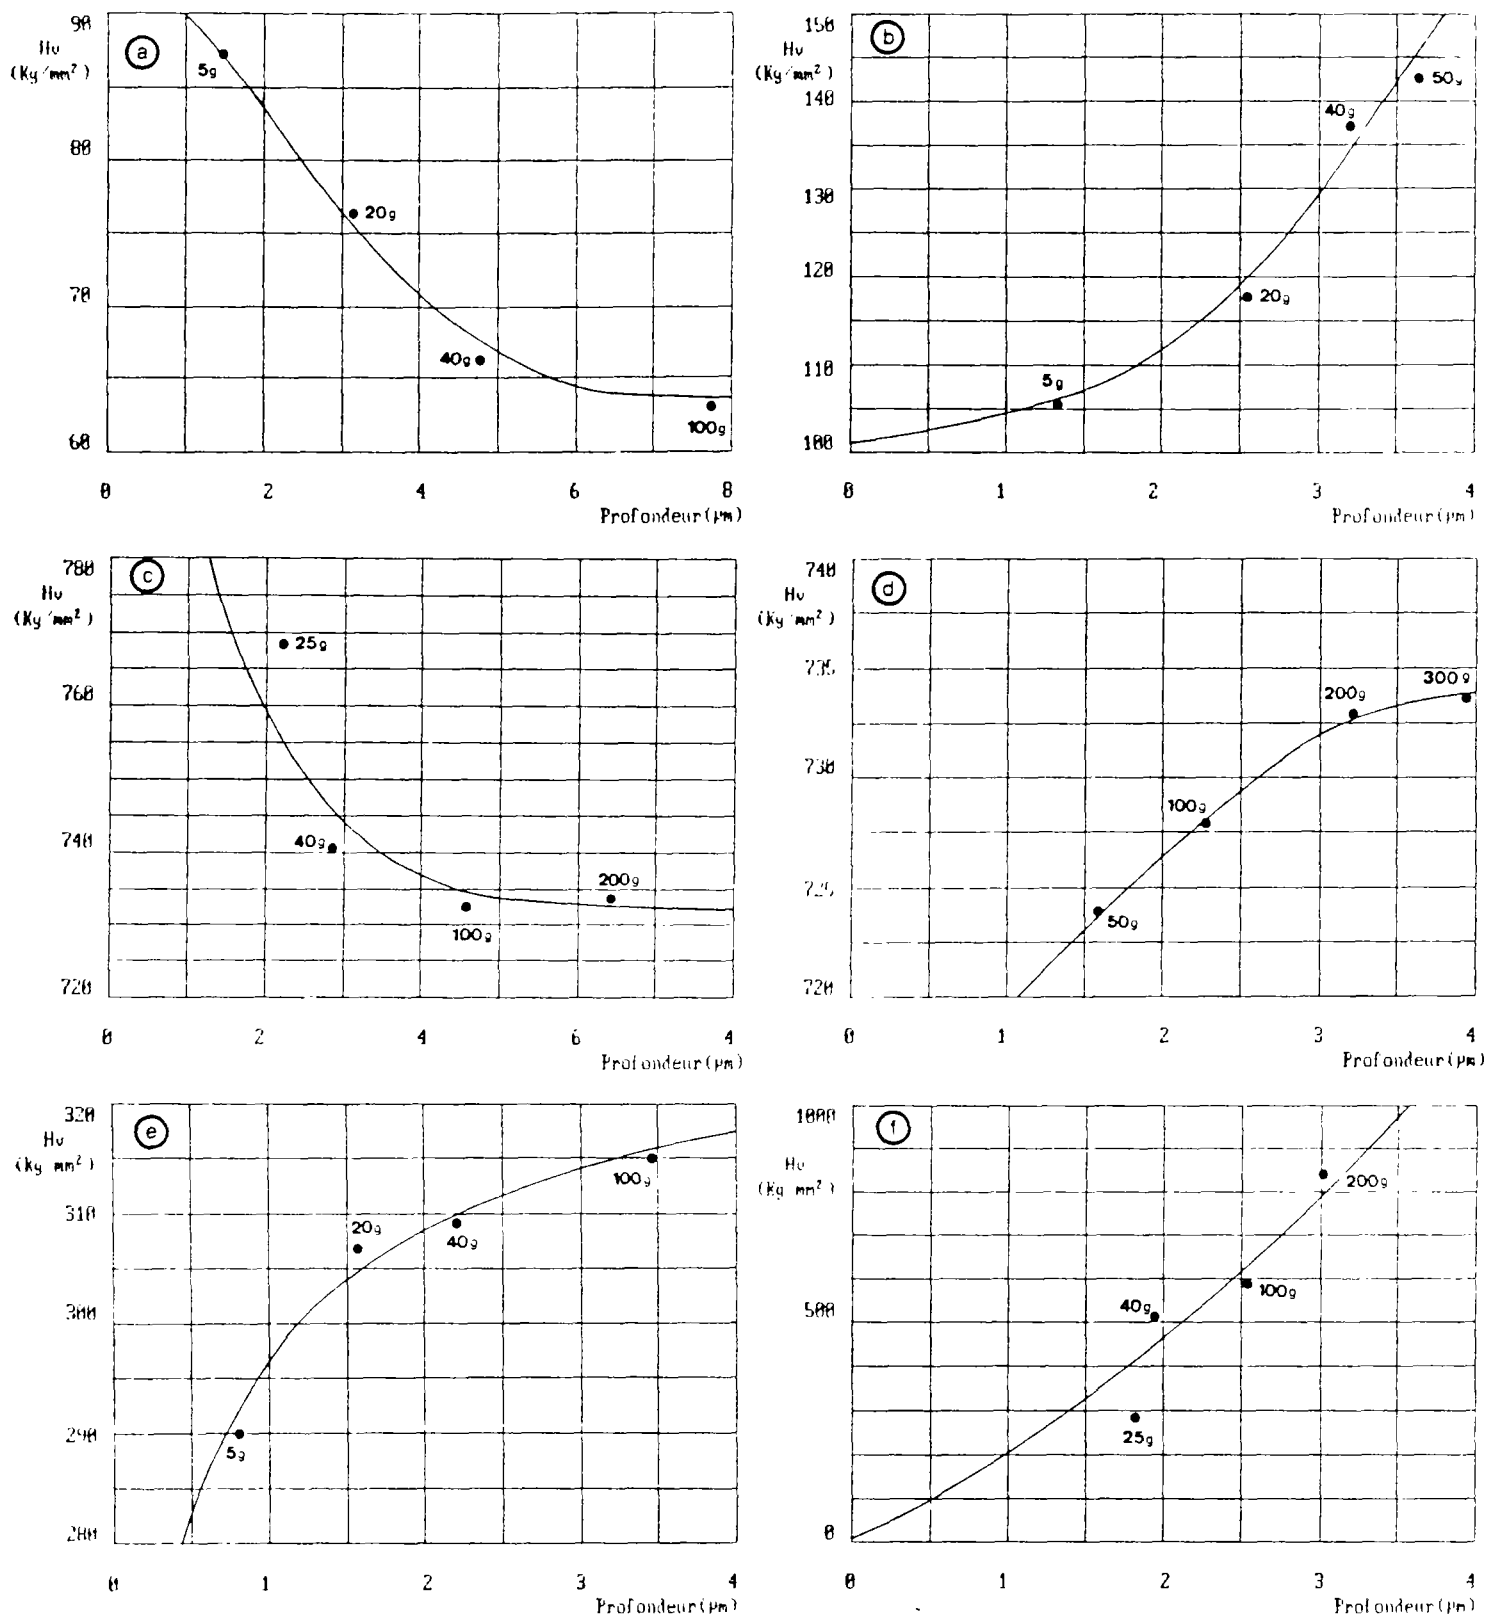 90
Hv
(Kg/mm²)
a
5g
80
20g
70
40g
100g
60
0 2 4 6 8
Profondeur(µm)
150
Hv
(Kg/mm²)
b
140
50g
40g
130
120
20g
110
5g
100
0 1 2 3 4
Profondeur(µm)
780
Hv
(Kg/mm²)
c
25g
760
740
40g
200g
100g
720
0 2 4 6 4
Profondeur(µm)
740
Hv
(Kg/mm²)
d
735
300g
200g
730
100g
725
50g
720
0 1 2 3 4
Profondeur(µm)
320
Hv
(Kg mm²)
e
100g
310
20g
40g
300
290
5g
280
0 1 2 3 4
Profondeur(µm)
1000
Hv
(Kg mm²)
f
200g
500
40g
100g
25g
0
0 1 2 3 4
Profondeur(µm)